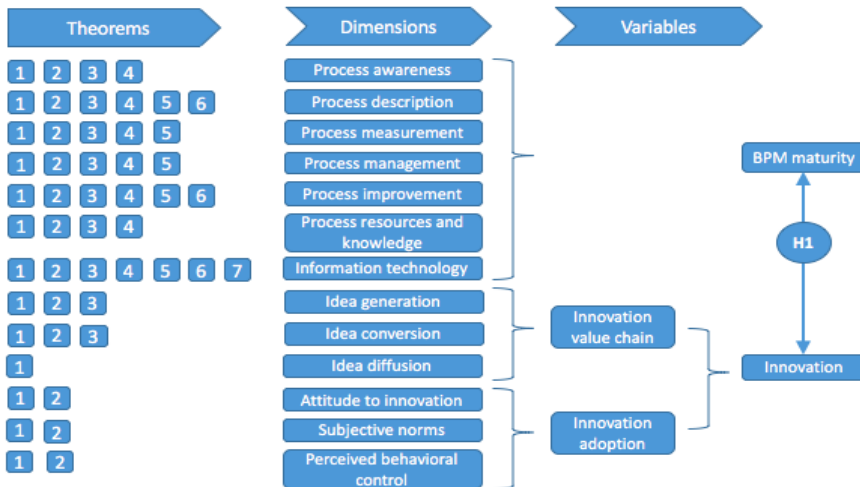 Theorems Dimensions Variables
1 2 3 4 Process awareness
1 2 3 4 5 6 Process description
1 2 3 4 5 Process measurement
1 2 3 4 5 Process management
BPM maturity
1 2 3 4 5 6 Process improvement
1 2 3 4 Process resources and
knowledge
H1
1 2 3 4 5 6 7 Information technology
1 2 3 Idea generation
1 2 3 Idea conversion
Innovation
value chain
1 Idea diffusion
Innovation
1 2 Attitude to innovation
1 2 Subjective norms
Innovation
adoption
1 2 Perceived behavioral
control